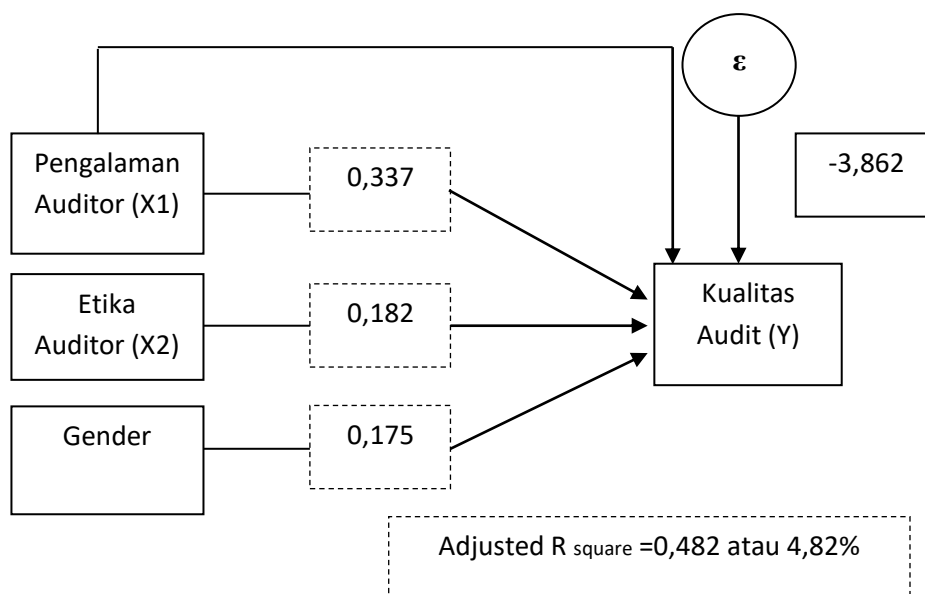 ε
Pengalaman
Auditor (X1)
0,337
-3,862
Etika
Auditor (X2)
0,182
Kualitas
Audit (Y)
Gender
0,175
Adjusted R square =0,482 atau 4,82%